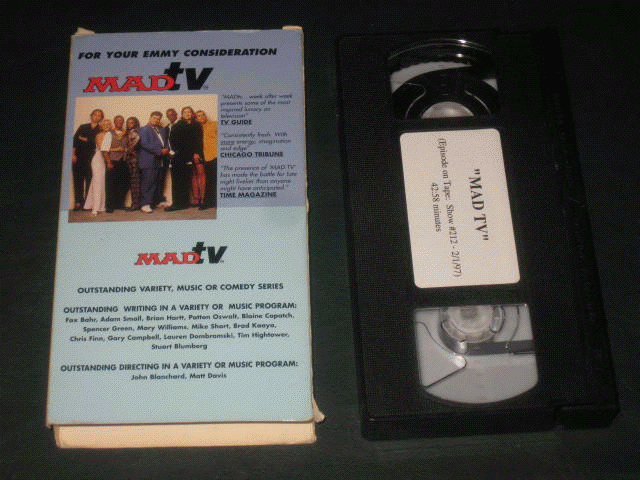 FOR YOUR EMMY CONSIDERATION
MADtv
"MADtv... week after week
presents some of the most
inspired lunacy on
television!"
TV GUIDE
"Consistently fresh. With
more energy, imagination
and edge"
CHICAGO TRIBUNE
"The presence of 'MAD TV'
has made the battle for late
night livelier than anyone
might have anticipated."
TIME MAGAZINE
MADtv
OUTSTANDING VARIETY, MUSIC OR COMEDY SERIES
OUTSTANDING WRITING IN A VARIETY OR MUSIC PROGRAM:
Fax Bahr, Adam Small, Brian Hartt, Patton Oswalt, Blaine Capatch,
Spencer Green, Mary Williams, Mike Short, Brad Kaaya,
Chris Finn, Gary Campbell, Lauren Dombrowski, Tim Hightower,
Stuart Blumberg
OUTSTANDING DIRECTING IN A VARIETY OR MUSIC PROGRAM:
John Blanchard, Matt Davis
"MAD TV"
(Episode on Tape: Show #212 - 2/1/97)
42:58 minutes